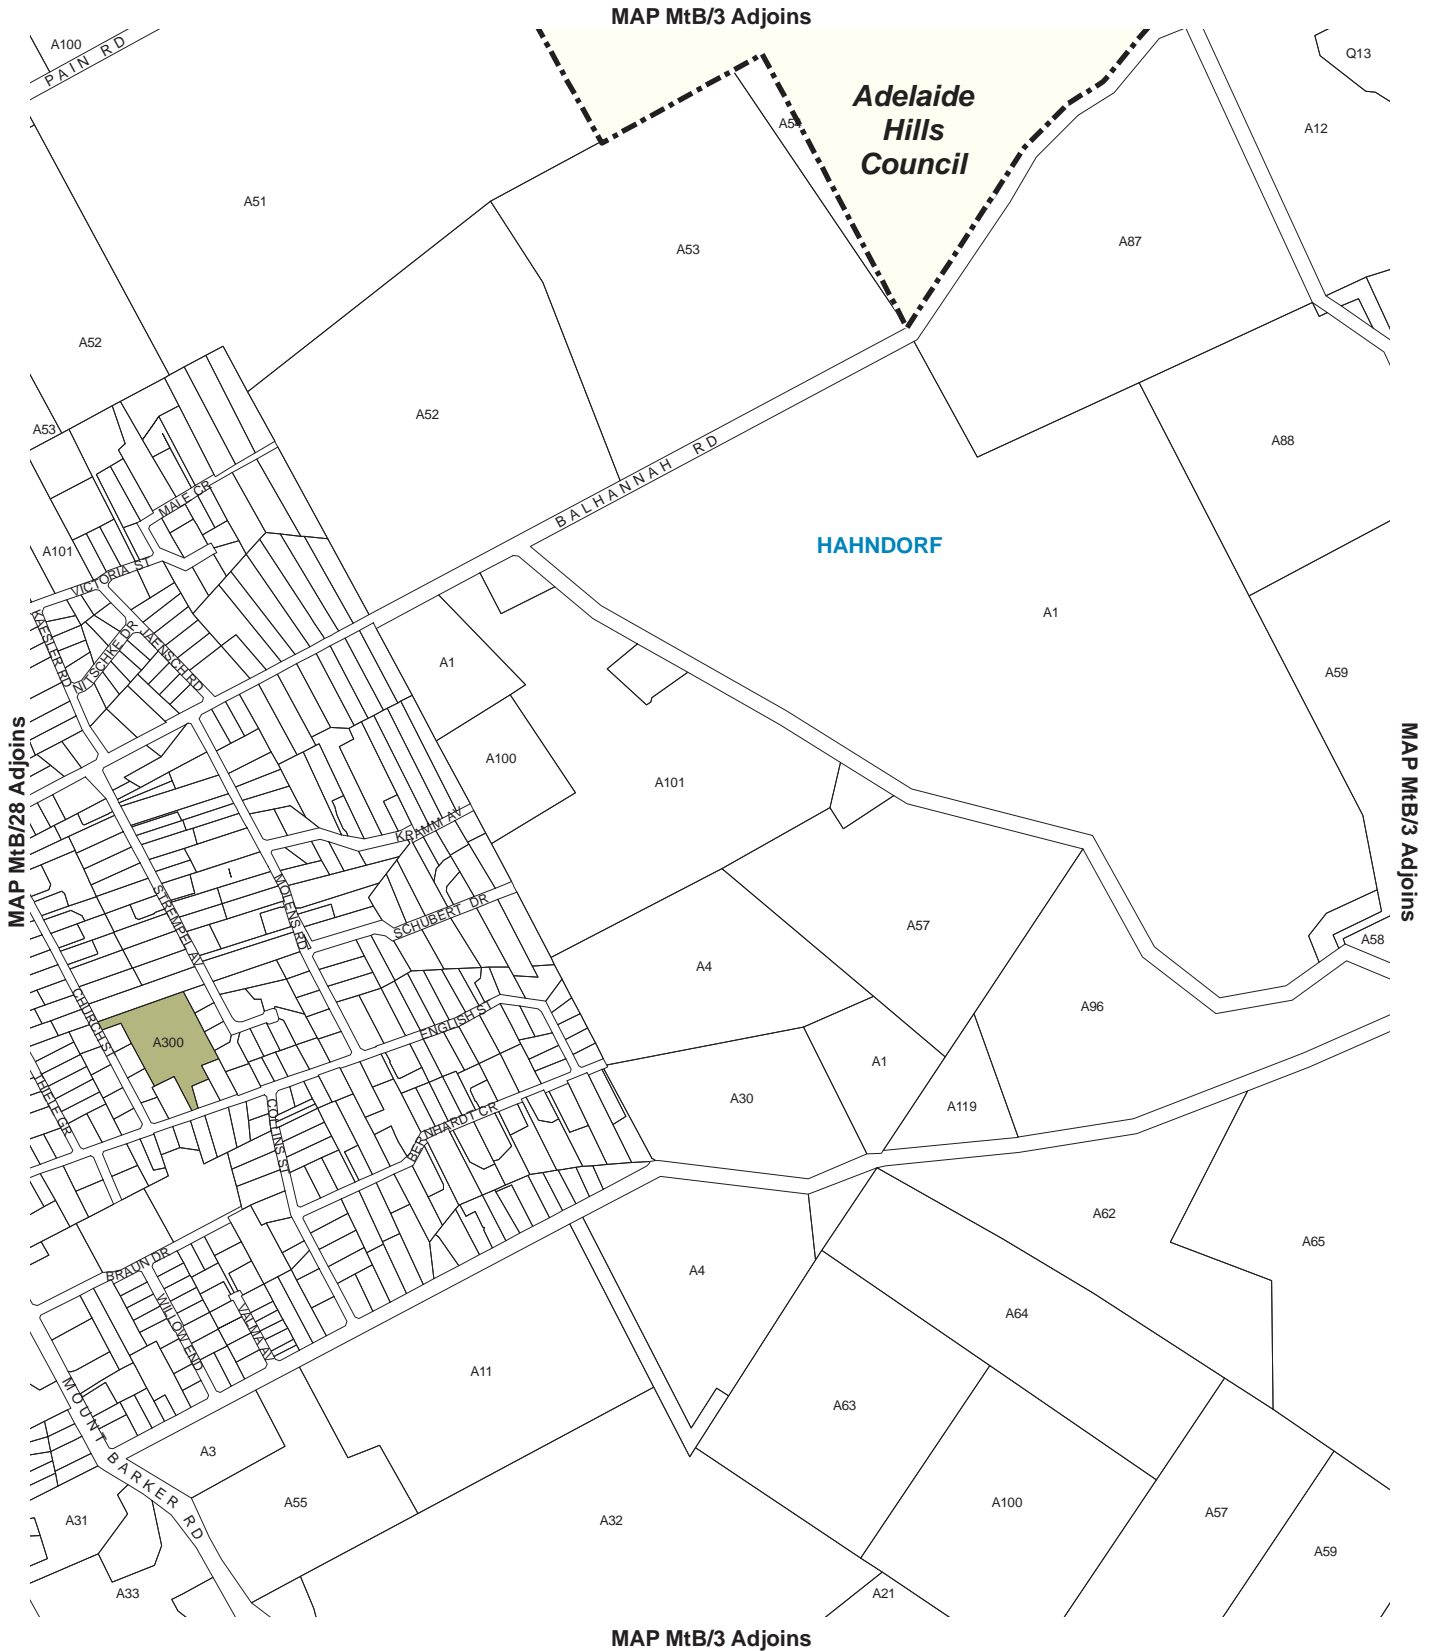 MAP MtB/3 Adjoins
A100
PAIN RD
Q13
Adelaide
Hills
Council
A54
A12
A51
A53
A87
A52
A52
A53
A88
BALHANNAH RD
MALE CR
HAHNDORF
A101
VICTORIA ST
A1
KAESLER RD
NITSCHKE DR
JAENSCH RD
A1
A59
MAP MtB/28 Adjoins
MAP MtB/3 Adjoins
A100
A101
KRAMM AV
STREMPEL AV
MOLENS RD
SCHUBERT DR
A57
A58
A4
CHURCH ST
A96
ENGLISH ST
A300
A1
THIELE GR
A30
A119
COLLINS ST
BERNHARDT CR
A62
A65
BRAUN DR
A4
WILLOW END
VALMA AV
A64
A11
A63
MOUNT BARKER RD
A3
A55
A100
A57
A31
A32
A59
A33
A21
MAP MtB/3 Adjoins